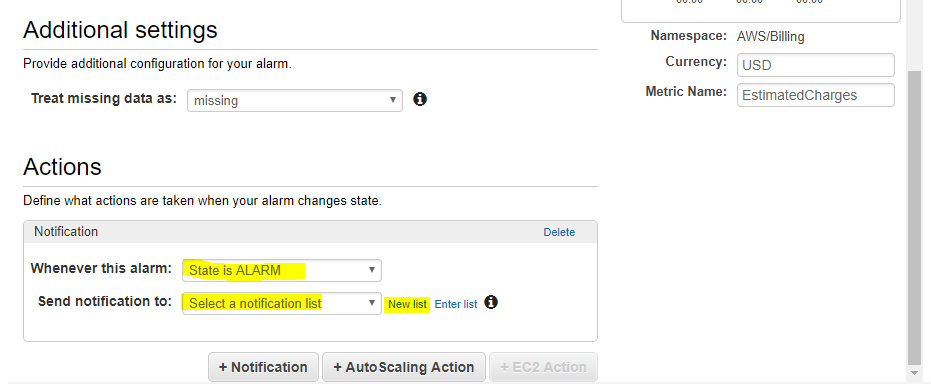 Additional settings
Provide additional configuration for your alarm.
Treat missing data as: missing
Actions
Define what actions are taken when your alarm changes state.
Notification Delete
Whenever this alarm: State is ALARM
Send notification to: Select a notification list New list Enter list
+ Notification + AutoScaling Action + EC2 Action
Namespace: AWS/Billing
Currency: USD
Metric Name: EstimatedCharges